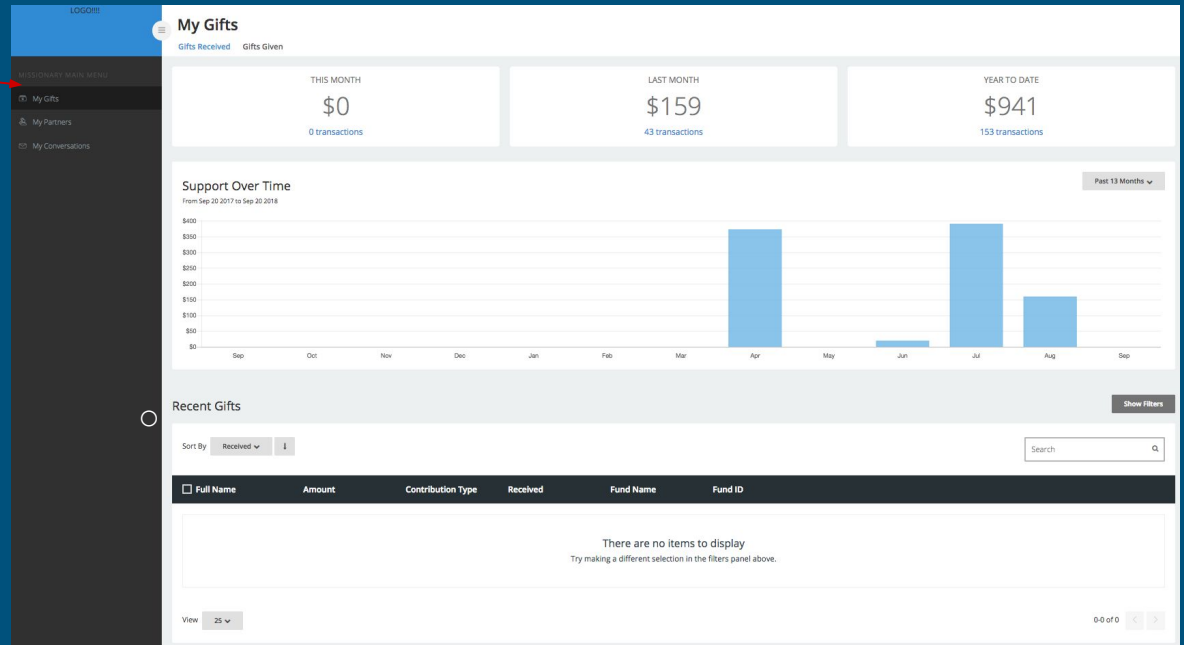 LOGO!!!!
MISSIONARY MAIN MENU
My Gifts
My Partners
My Conversations
My Gifts
Gifts Received Gifts Given
THIS MONTH
$0
0 transactions
LAST MONTH
$159
43 transactions
YEAR TO DATE
$941
153 transactions
Support Over Time
From Sep 20 2017 to Sep 20 2018
Past 13 Months
$400
$350
$300
$250
$200
$150
$100
$50
$0
Sep Oct Nov Dec Jan Feb Mar Apr May Jun Jul Aug Sep
Recent Gifts
Show Filters
Sort By Received
Search
Full Name Amount Contribution Type Received Fund Name Fund ID
There are no items to display
Try making a different selection in the filters panel above.
View 25
0-0 of 0